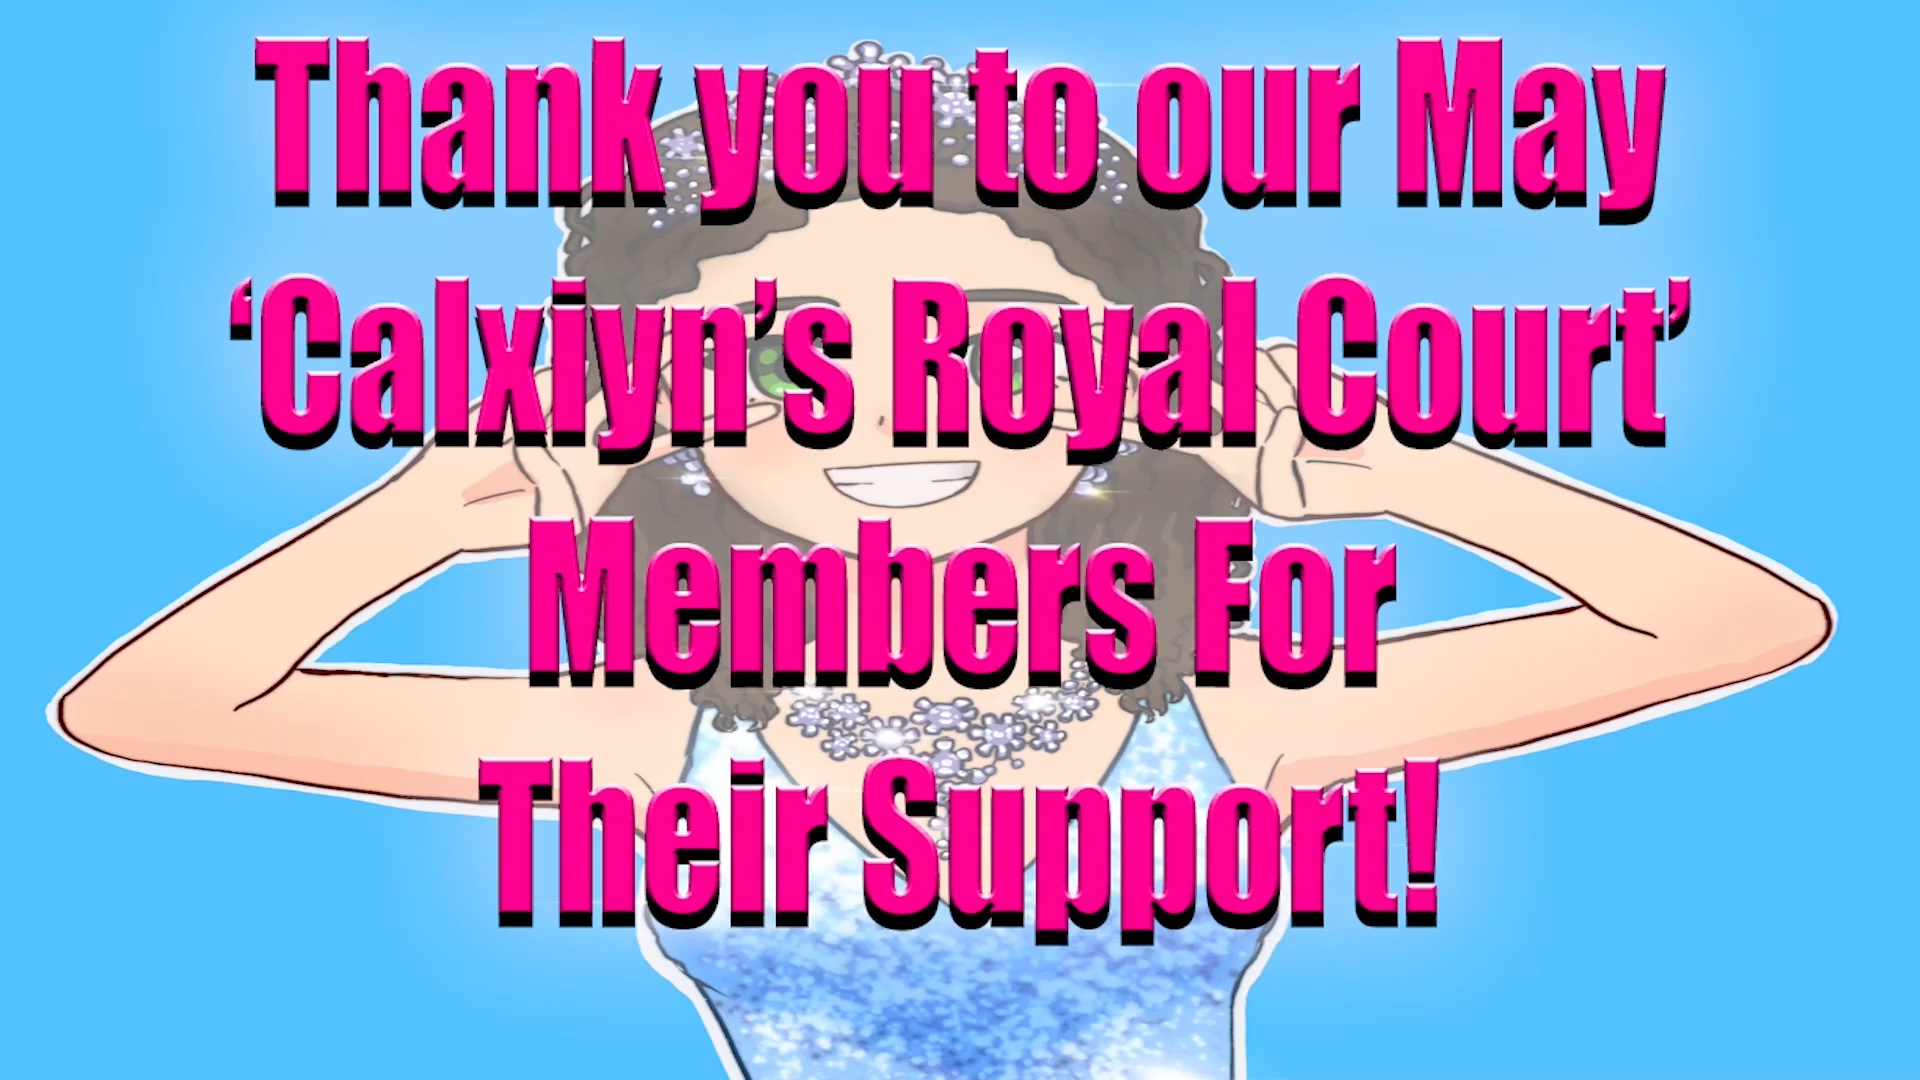 Thank you to our May
‘Calxiyn’s Royal Court’
Members For
Their Support!